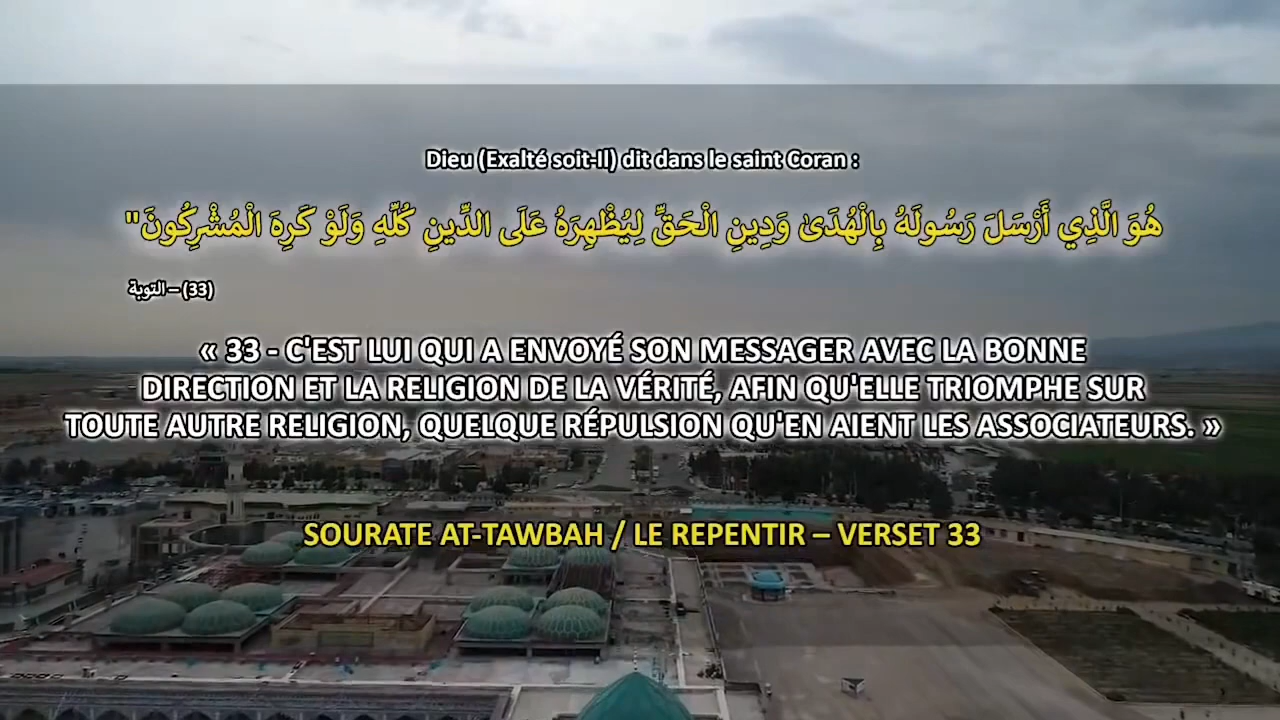 Dieu (Exalté soit-Il) dit dans le saint Coran :
هُوَ الَّذِي أَرْسَلَ رَسُولَهُ بِالْهُدَىٰ وَدِينِ الْحَقِّ لِيُظْهِرَهُ عَلَى الدِّينِ كُلِّهِ وَلَوْ كَرِهَ الْمُشْرِكُونَ"
(33) – التوبة
« 33 - C'EST LUI QUI A ENVOYÉ SON MESSAGER AVEC LA BONNE
DIRECTION ET LA RELIGION DE LA VÉRITÉ, AFIN QU'ELLE TRIOMPHE SUR
TOUTE AUTRE RELIGION, QUELQUE RÉPULSION QU'EN AIENT LES ASSOCIATEURS. »
SOURATE AT-TAWBAH / LE REPENTIR – VERSET 33